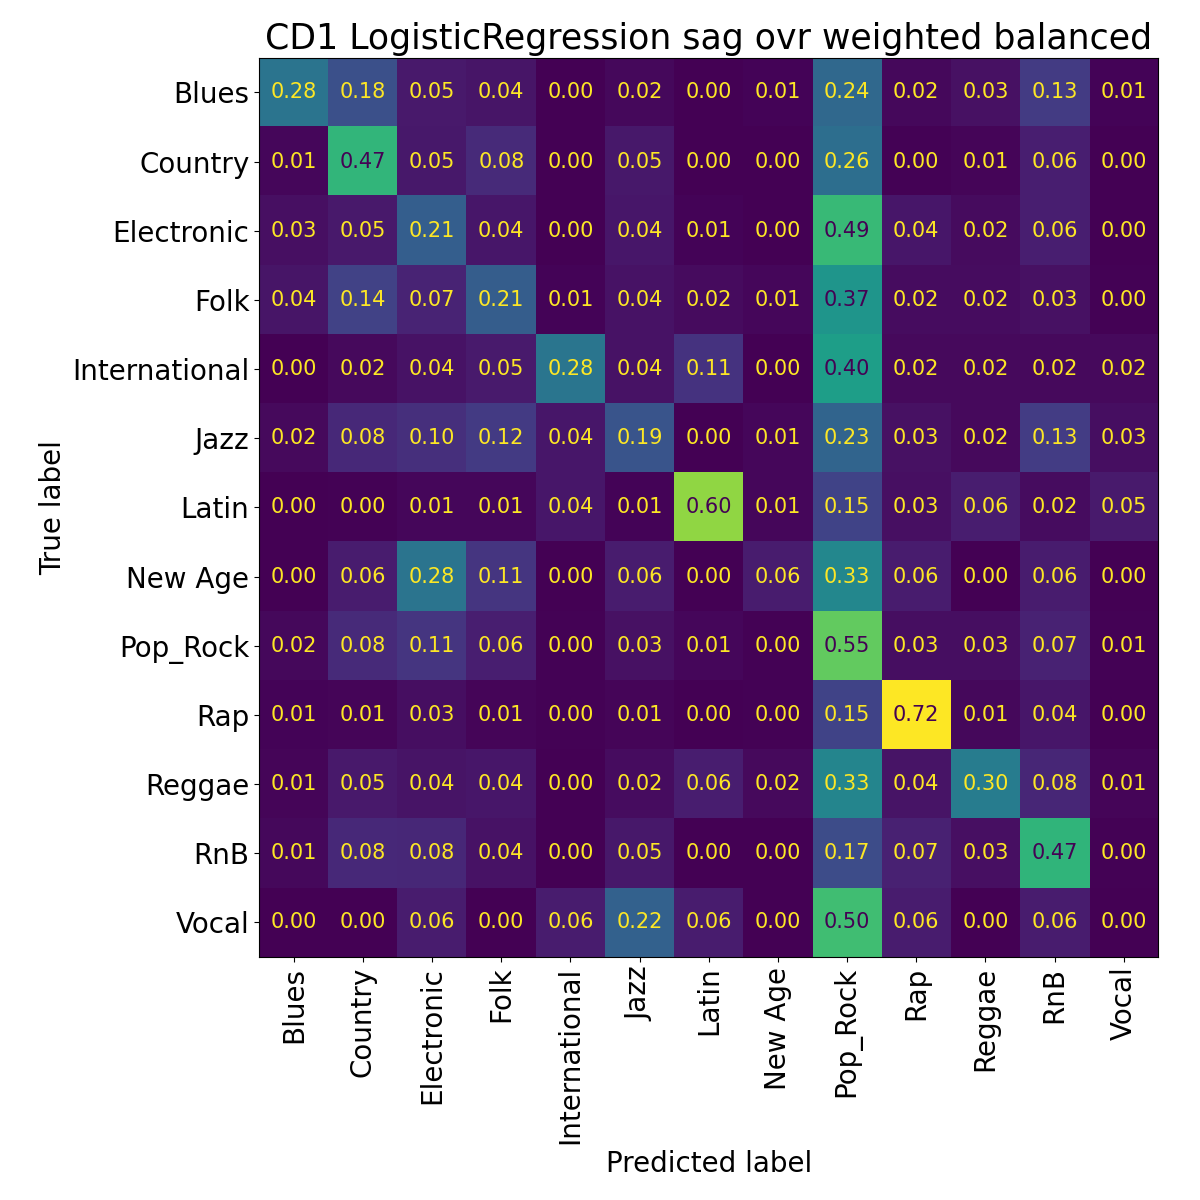 CD1 LogisticRegression sag ovr weighted balanced
Blues 0.28 0.18 0.05 0.04 0.00 0.02 0.00 0.01 0.24 0.02 0.03 0.13 0.01
Country 0.01 0.47 0.05 0.08 0.00 0.05 0.00 0.00 0.26 0.00 0.01 0.06 0.00
Electronic 0.03 0.05 0.21 0.04 0.00 0.04 0.01 0.00 0.49 0.04 0.02 0.06 0.00
Folk 0.04 0.14 0.07 0.21 0.01 0.04 0.02 0.01 0.37 0.02 0.02 0.03 0.00
International 0.00 0.02 0.04 0.05 0.28 0.04 0.11 0.00 0.40 0.02 0.02 0.02 0.02
Jazz 0.02 0.08 0.10 0.12 0.04 0.19 0.00 0.01 0.23 0.03 0.02 0.13 0.03
Latin 0.00 0.00 0.01 0.01 0.04 0.01 0.60 0.01 0.15 0.03 0.06 0.02 0.05
New Age 0.00 0.06 0.28 0.11 0.00 0.06 0.00 0.06 0.33 0.06 0.00 0.06 0.00
Pop_Rock 0.02 0.08 0.11 0.06 0.00 0.03 0.01 0.00 0.55 0.03 0.03 0.07 0.01
Rap 0.01 0.01 0.03 0.01 0.00 0.01 0.00 0.00 0.15 0.72 0.01 0.04 0.00
Reggae 0.01 0.05 0.04 0.04 0.00 0.02 0.06 0.02 0.33 0.04 0.30 0.08 0.01
RnB 0.01 0.08 0.08 0.04 0.00 0.05 0.00 0.00 0.17 0.07 0.03 0.47 0.00
Vocal 0.00 0.00 0.06 0.00 0.06 0.22 0.06 0.00 0.50 0.06 0.00 0.06 0.00
True label
Blues Country Electronic Folk International Jazz Latin New Age Pop_Rock Rap Reggae RnB Vocal
Predicted label